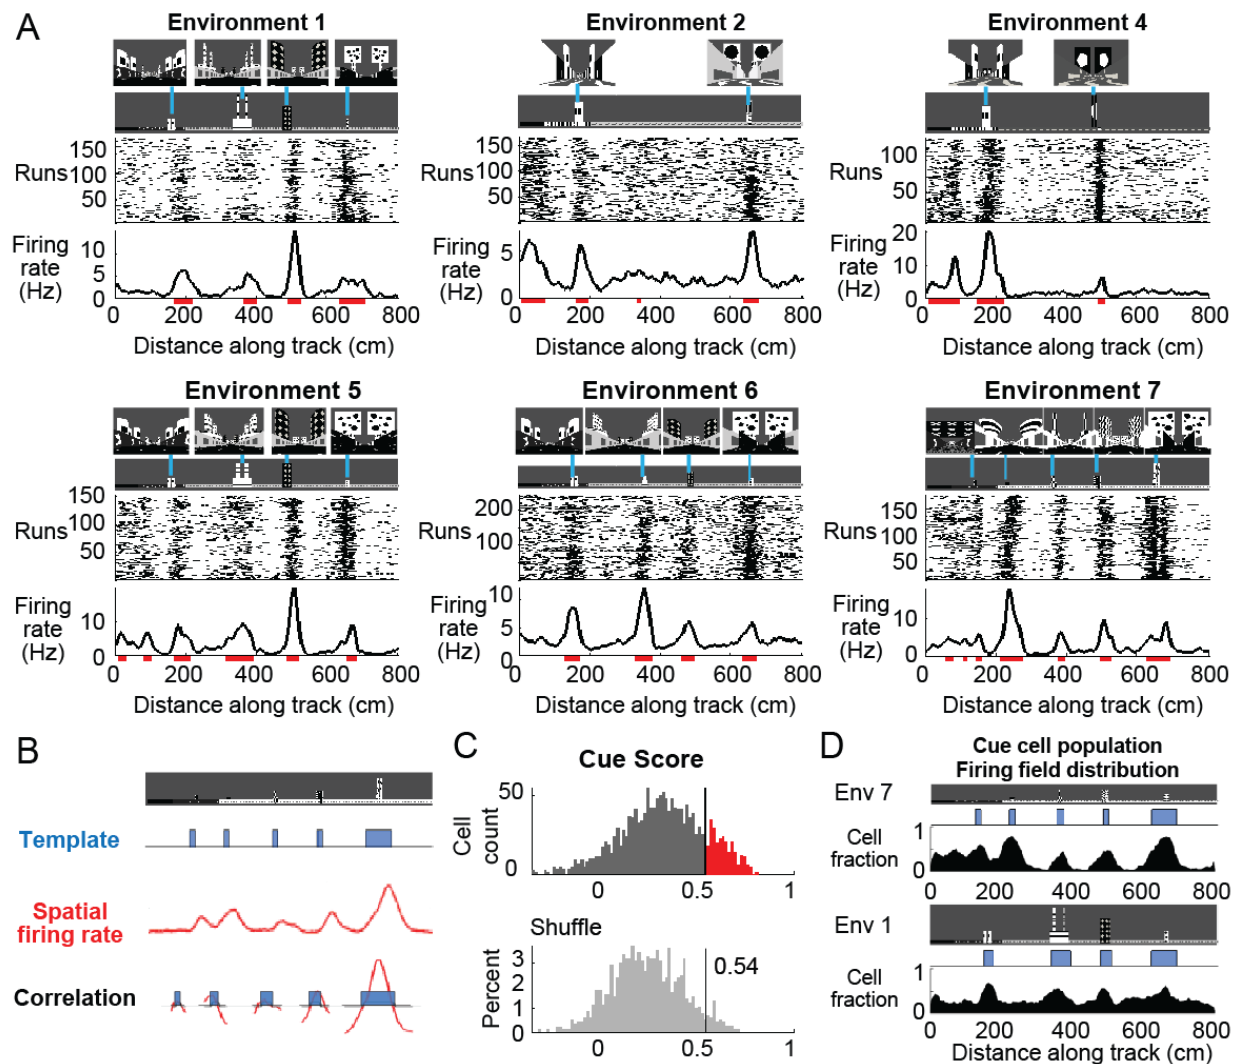 A
Environment 1
Environment 2
Environment 4
Runs
150
100
50
Firing
rate
(Hz)
10
5
0
0 200 400 600 800
Distance along track (cm)
Runs
150
100
50
Firing
rate
(Hz)
5
0
0 200 400 600 800
Distance along track (cm)
Runs
100
50
Firing
rate
(Hz)
20
10
0
0 200 400 600 800
Distance along track (cm)
Environment 5
Environment 6
Environment 7
Runs
150
100
50
Firing
rate
(Hz)
10
0
0 200 400 600 800
Distance along track (cm)
Runs
200
100
Firing
rate
(Hz)
10
5
0
0 200 400 600 800
Distance along track (cm)
Runs
150
100
50
Firing
rate
(Hz)
10
0
0 200 400 600 800
Distance along track (cm)
B
Template
Spatial
firing rate
Correlation
C
Cue Score
Cell
count
50
0
0 0.5 1
Shuffle
Percent
3
2
1
0
0.54
0 0.5 1
D
Cue cell population
Firing field distribution
Env 7
Cell
fraction
1
0
0 200 400 600 800
Env 1
Cell
fraction
1
0
0 200 400 600 800
Distance along track (cm)